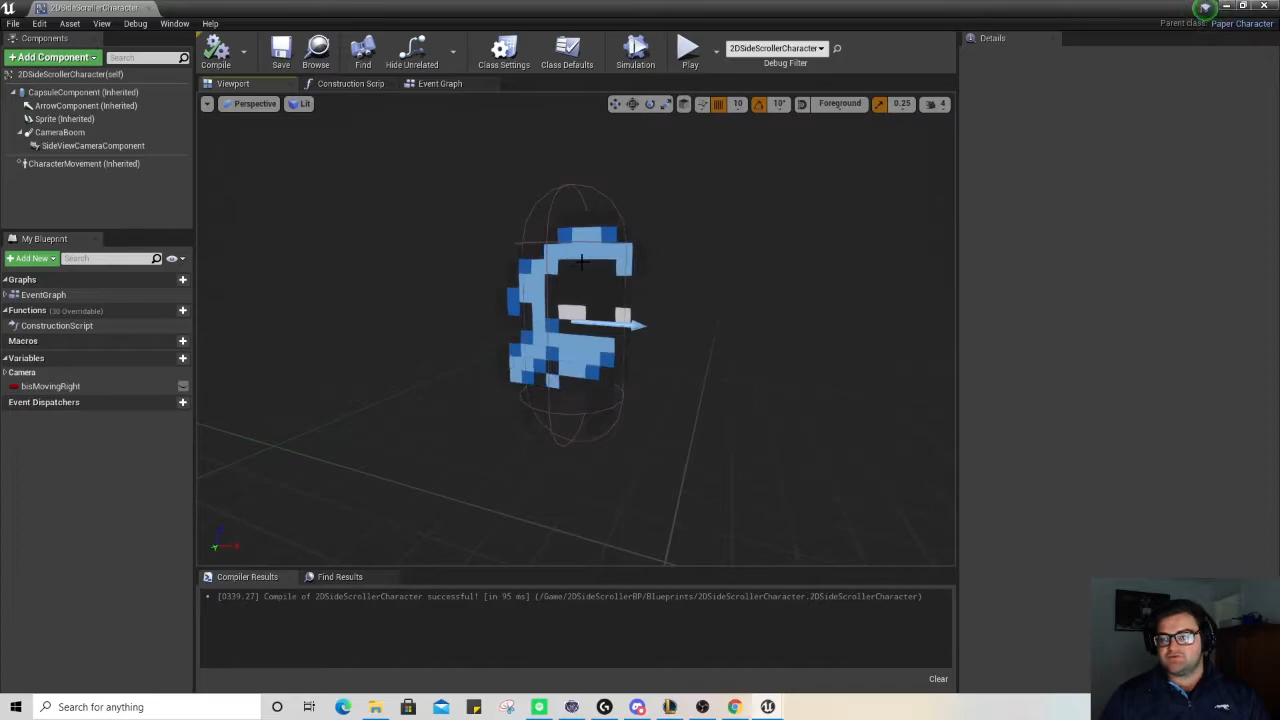 2DSideScrollerCharacter
File Edit Asset View Debug Window Help
Parent class: Paper Character
Components
+Add Component
Search
2DSideScrollerCharacter(self)
CapsuleComponent (Inherited)
ArrowComponent (Inherited)
Sprite (Inherited)
CameraBoom
SideViewCameraComponent
CharacterMovement (Inherited)
My Blueprint
+Add New
Search
Graphs
EventGraph
Functions (30 Overridable)
ConstructionScript
Macros
Variables
Camera
bisMovingRight
Event Dispatchers
Compile
Save
Browse
Find
Hide Unrelated
Class Settings
Class Defaults
Simulation
Play
2DSideScrollerCharacter
Debug Filter
Viewport
Construction Scrip
Event Graph
Perspective
Lit
10
10°
Foreground
0.25
4
Compiler Results
Find Results
[0339.27] Compile of 2DSideScrollerCharacter successful! [in 95 ms] (/Game/2DSideScrollerBP/Blueprints/2DSideScrollerCharacter.2DSideScrollerCharacter)
Clear
Details
Search for anything